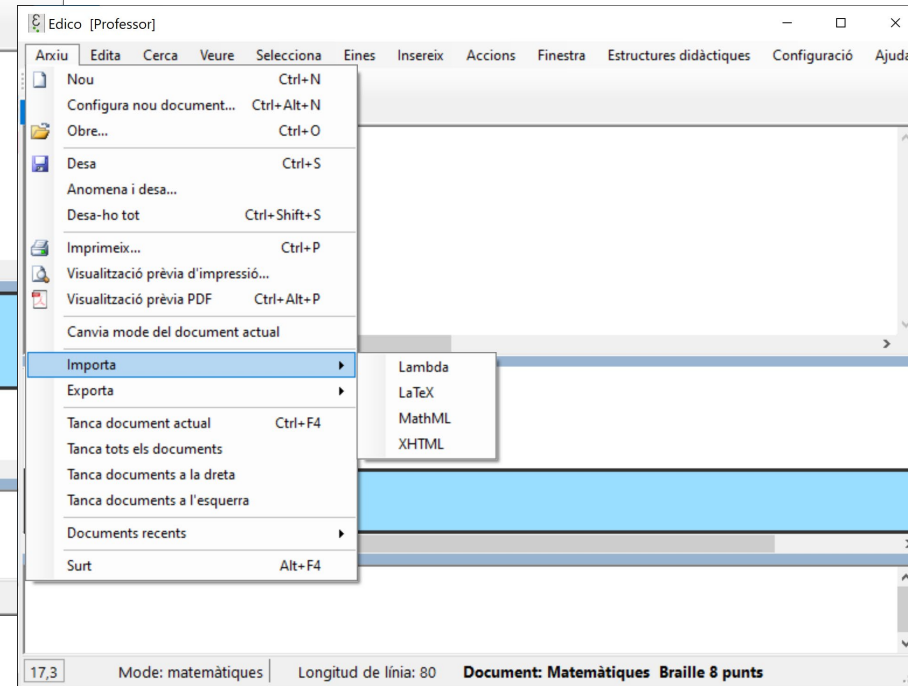 Edico [Professor]
Arxiu Edita Cerca Veure Selecciona Eines Insereix Accions Finestra Estructures didàctiques Configuració Ajuda
Nou Ctrl+N
Configura nou document... Ctrl+Alt+N
Obre... Ctrl+O
Desa Ctrl+S
Anomena i desa...
Desa-ho tot Ctrl+Shift+S
Imprimeix... Ctrl+P
Visualització prèvia d'impressió...
Visualització prèvia PDF Ctrl+Alt+P
Canvia mode del document actual
Importa
Exporta
Tanca document actual Ctrl+F4
Tanca tots els documents
Tanca documents a la dreta
Tanca documents a l'esquerra
Documents recents
Surt Alt+F4
Lambda
LaTeX
MathML
XHTML
17,3 Mode: matemàtiques Longitud de línia: 80 Document: Matemàtiques Braille 8 punts